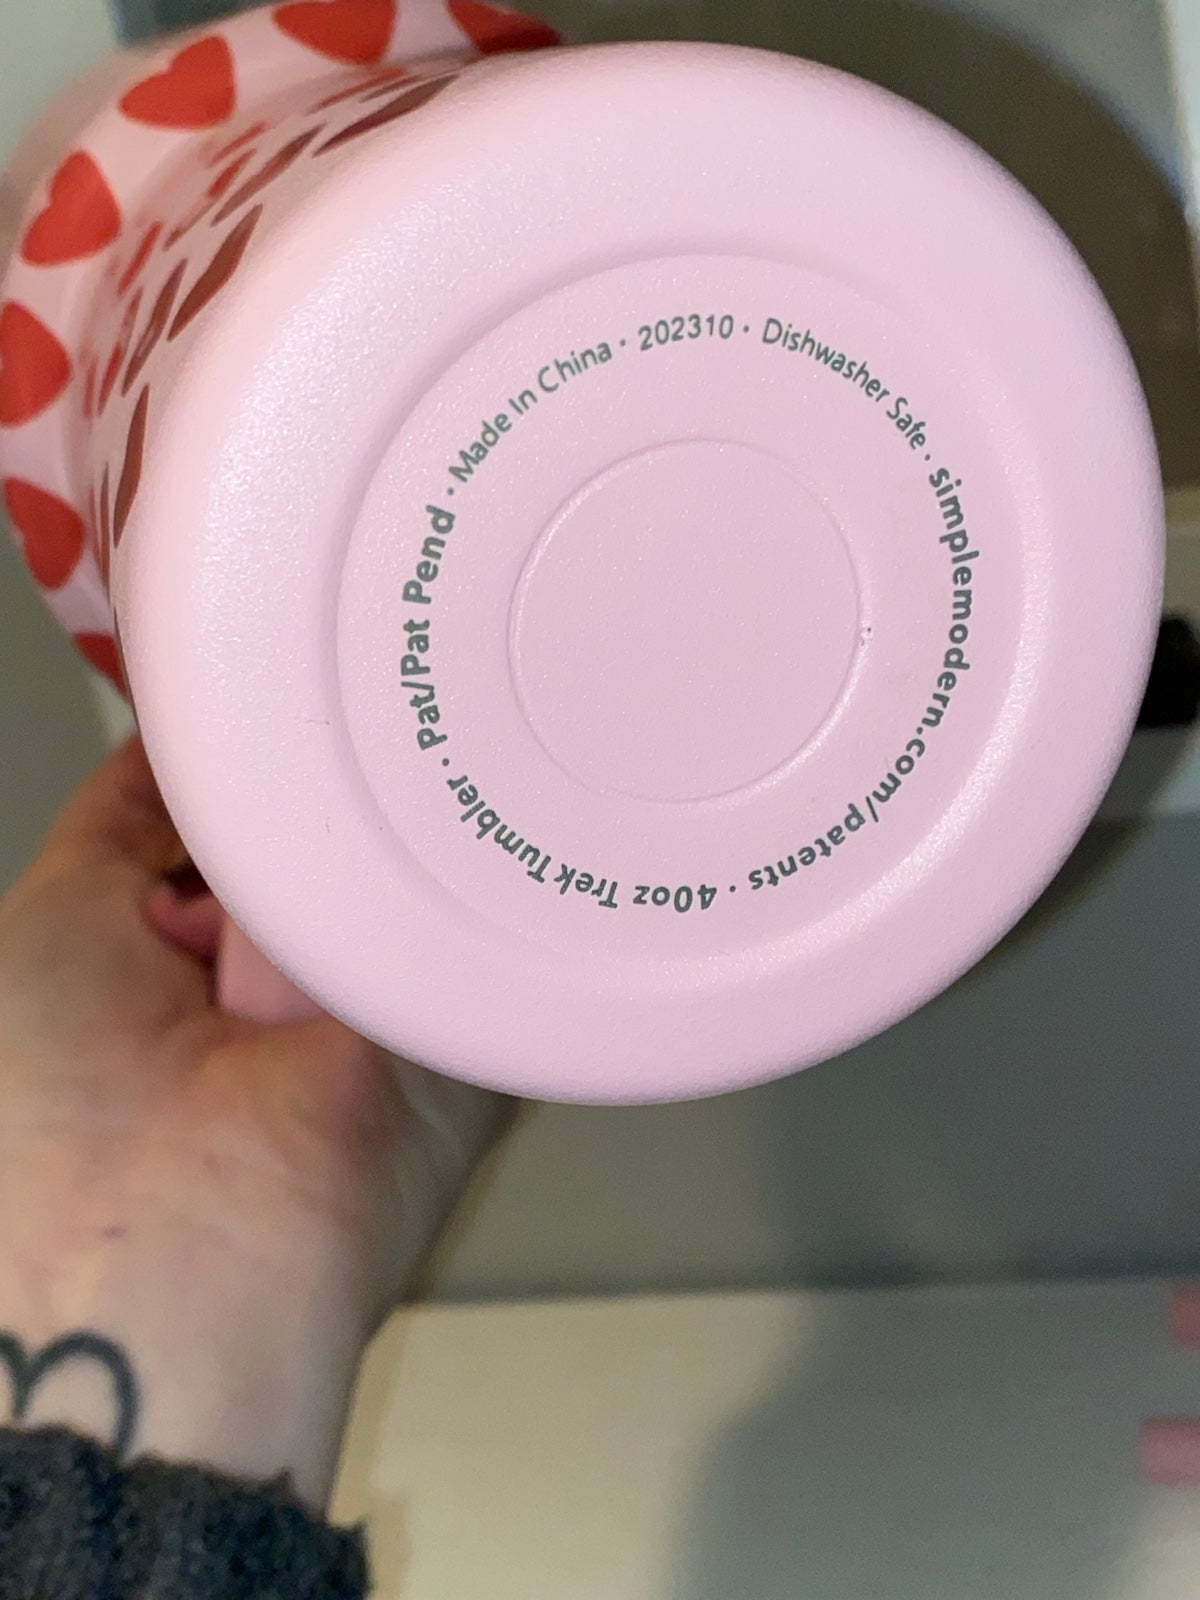 40oz Trek Tumbler · Pat/Pat Pend · Made In China · 202310 · Dishwasher Safe · simplemodern.com/patents ·